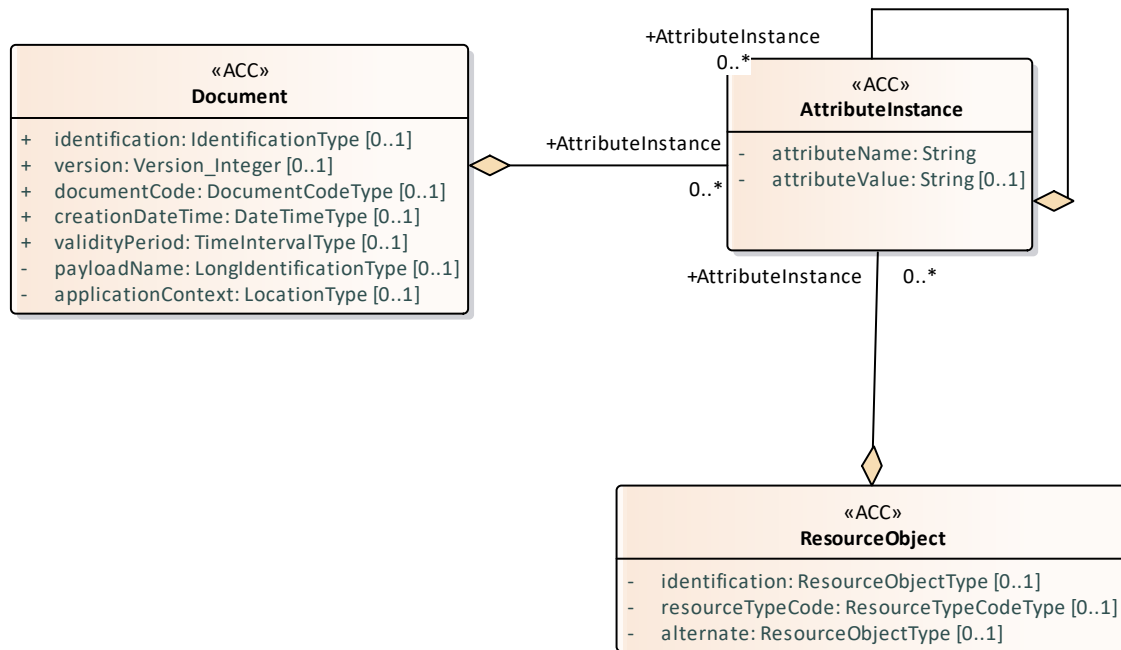 «ACC»
Document
+ identification: IdentificationType [0..1]
+ version: Version_Integer [0..1]
+ documentCode: DocumentCodeType [0..1]
+ creationDateTime: DateTimeType [0..1]
+ validityPeriod: TimeIntervalType [0..1]
- payloadName: LongIdentificationType [0..1]
- applicationContext: LocationType [0..1]
+AttributeInstance
0..*
+AttributeInstance
0..*
«ACC»
AttributeInstance
- attributeName: String
- attributeValue: String [0..1]
+AttributeInstance 0..*
«ACC»
ResourceObject
- identification: ResourceObjectType [0..1]
- resourceTypeCode: ResourceTypeCodeType [0..1]
- alternate: ResourceObjectType [0..1]